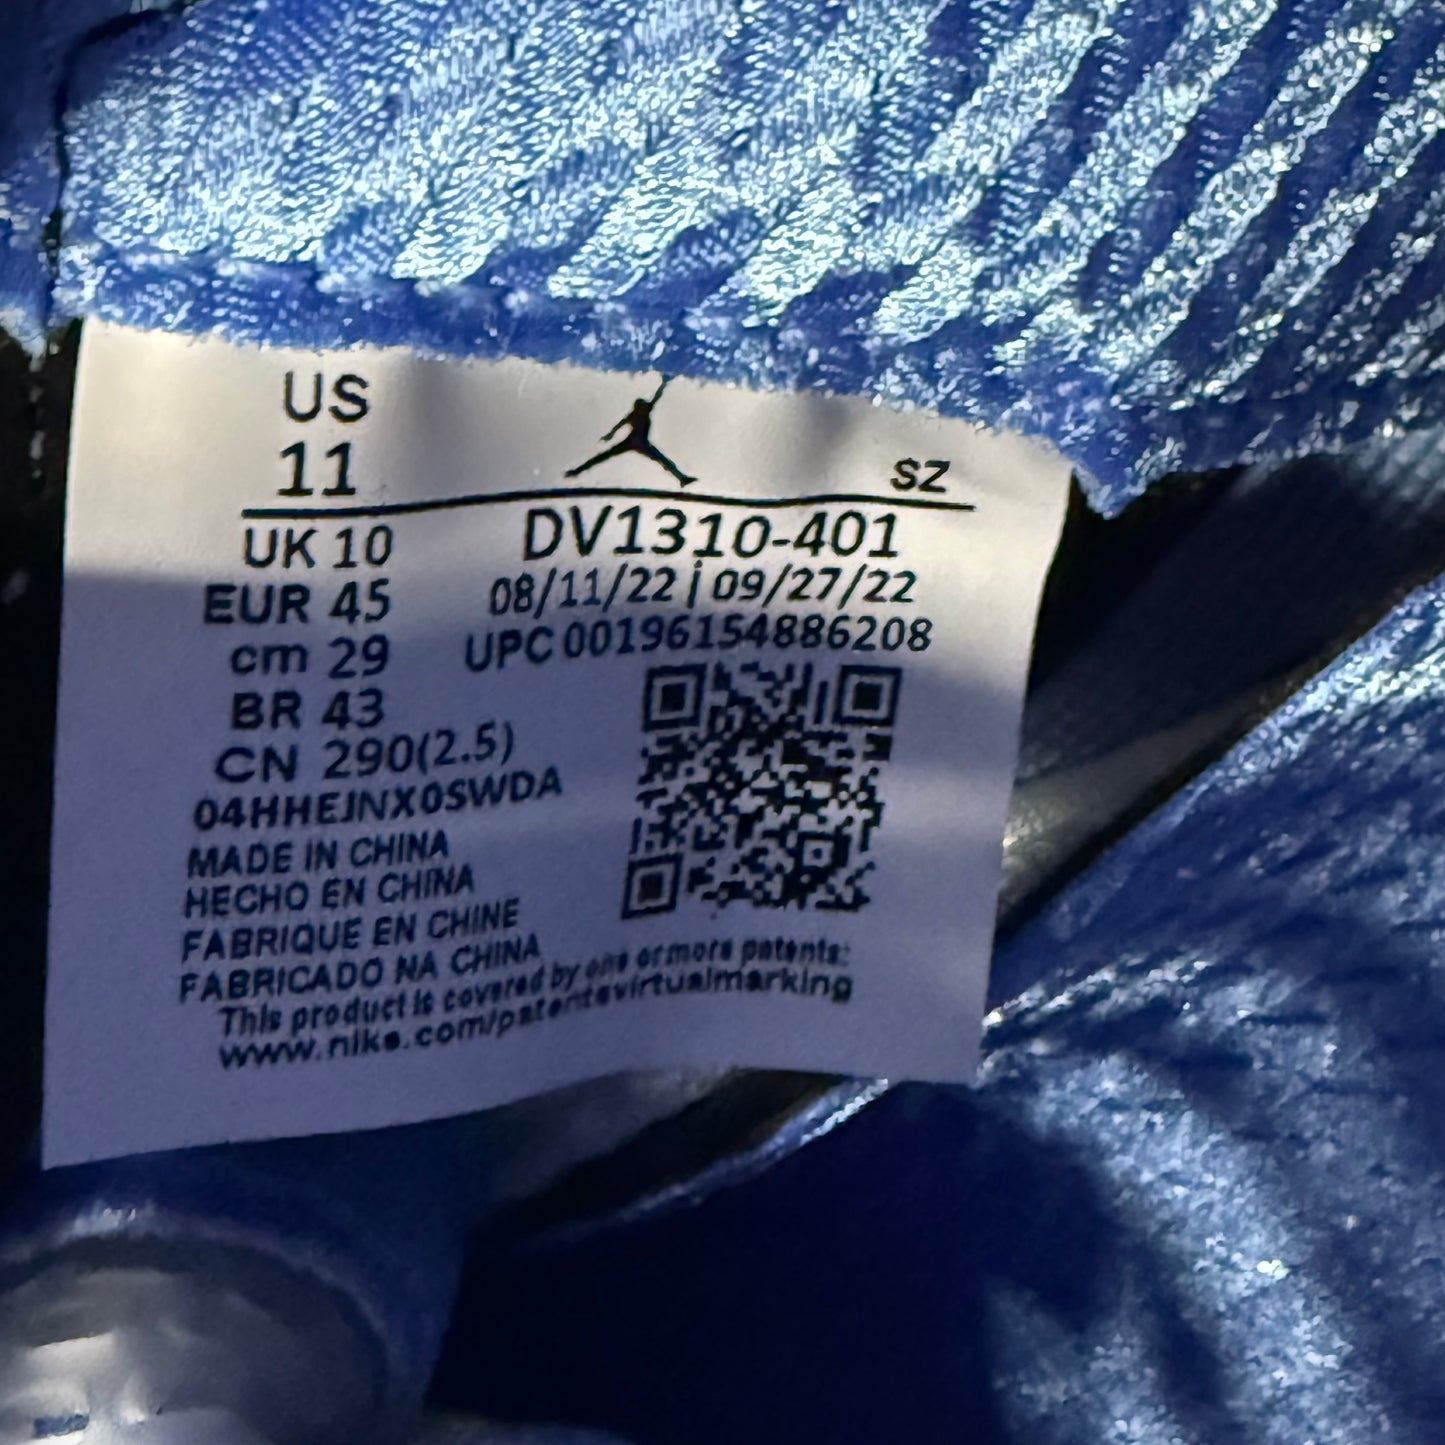 US
11
SZ
UK 10
DV1310-401
EUR 45
08/11/22 | 09/27/22
cm 29
UPC 00196154886208
BR 43
CN 290(2.5)
04HHEJNX0SWDA
MADE IN CHINA
HECHO EN CHINA
FABRIQUE EN CHINE
FABRICADO NA CHINA
This product is covered by one or more patents:
www.nike.com/patentsvirtualmarking